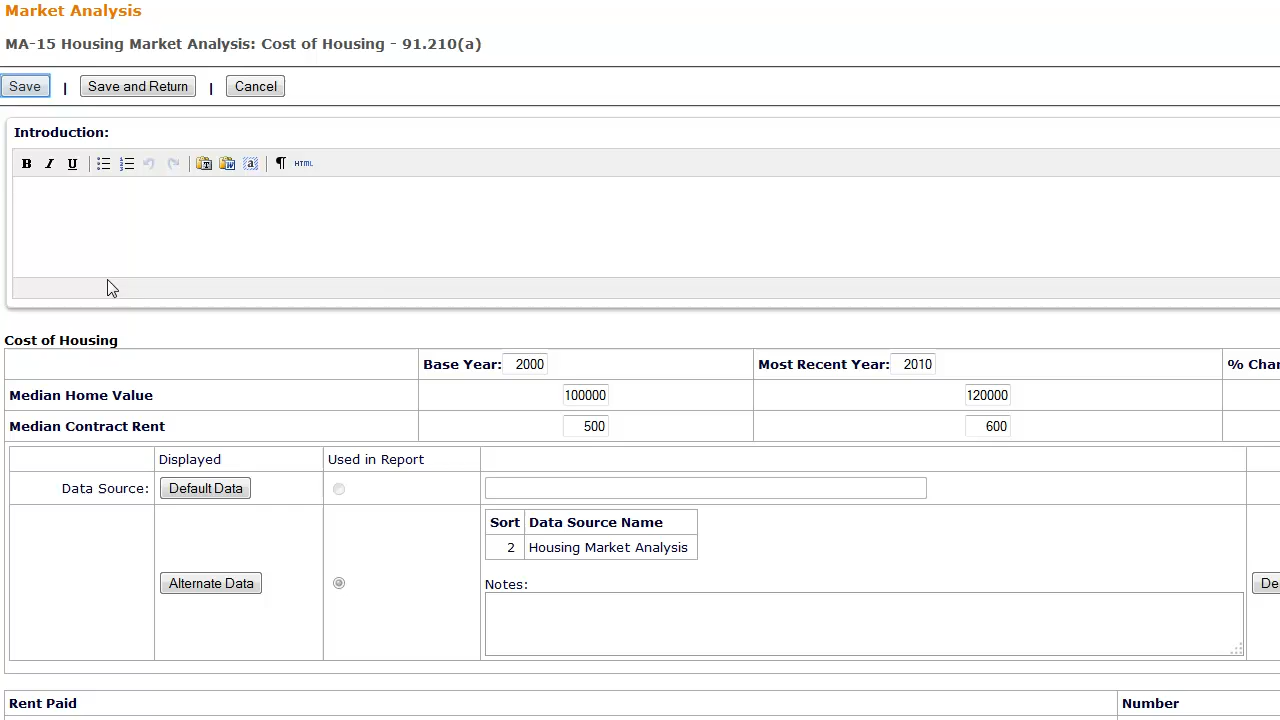 Market Analysis
MA-15 Housing Market Analysis: Cost of Housing - 91.210(a)
Save | Save and Return | Cancel
Introduction:
B I U HTML
Cost of Housing
Base Year: 2000 Most Recent Year: 2010 % Chan
Median Home Value 100000 120000
Median Contract Rent 500 600
Displayed Used in Report
Data Source: Default Data
Sort Data Source Name
2 Housing Market Analysis
Alternate Data
Notes:
De
Rent Paid Number